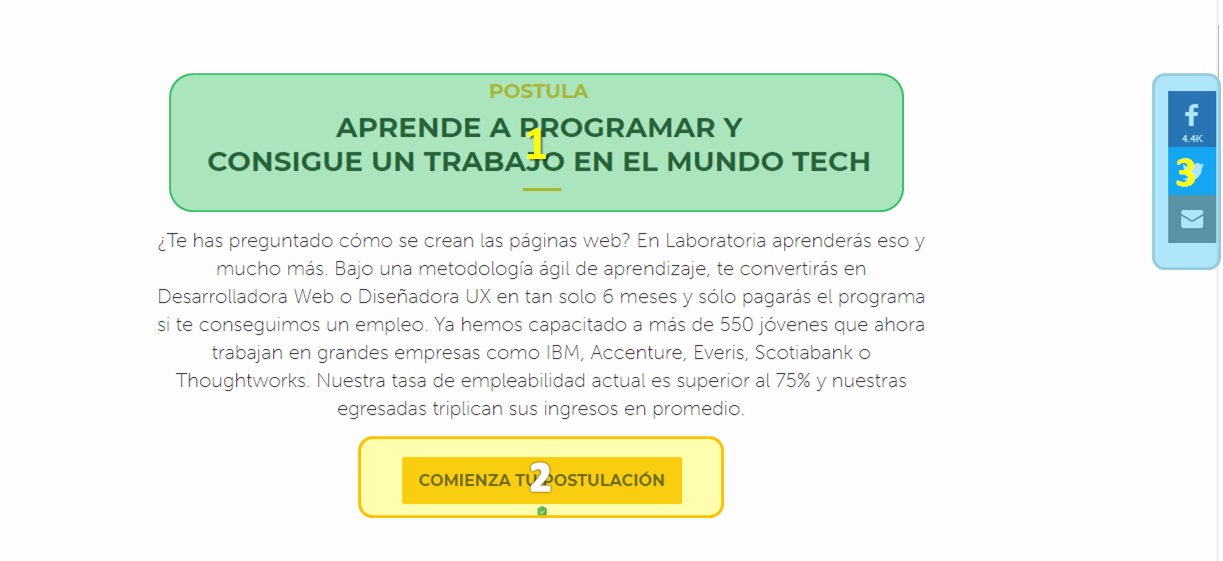 POSTULA
APRENDE A PROGRAMAR Y
CONSIGUE UN TRABAJO EN EL MUNDO TECH
1
¿Te has preguntado cómo se crean las páginas web? En Laboratoria aprenderás eso y
mucho más. Bajo una metodología ágil de aprendizaje, te convertirás en
Desarrolladora Web o Diseñadora UX en tan solo 6 meses y sólo pagarás el programa
si te conseguimos un empleo. Ya hemos capacitado a más de 550 jóvenes que ahora
trabajan en grandes empresas como IBM, Accenture, Everis, Scotiabank o
Thoughtworks. Nuestra tasa de empleabilidad actual es superior al 75% y nuestras
egresadas triplican sus ingresos en promedio.
COMIENZA TU POSTULACIÓN
2
f
4.4K
3